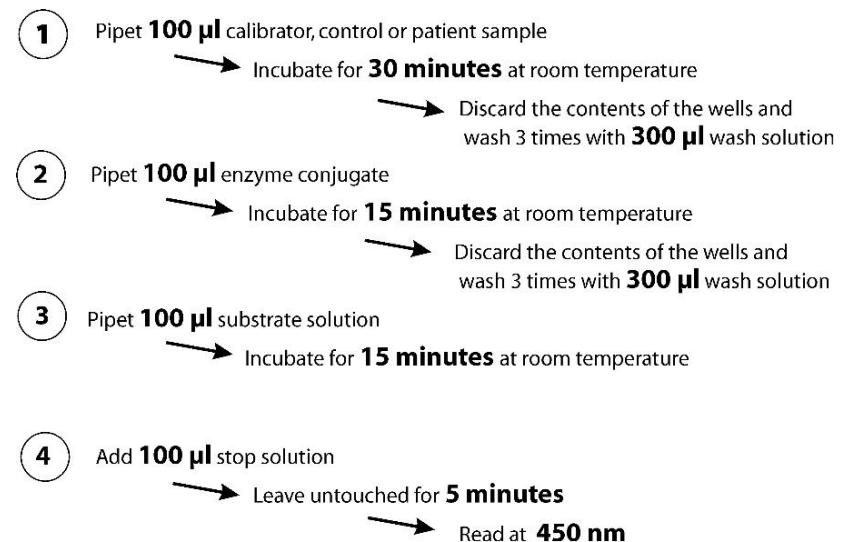 1 Pipet 100 µl calibrator, control or patient sample
Incubate for 30 minutes at room temperature
Discard the contents of the wells and
wash 3 times with 300 µl wash solution
2 Pipet 100 µl enzyme conjugate
Incubate for 15 minutes at room temperature
Discard the contents of the wells and
wash 3 times with 300 µl wash solution
3 Pipet 100 µl substrate solution
Incubate for 15 minutes at room temperature
4 Add 100 µl stop solution
Leave untouched for 5 minutes
Read at 450 nm